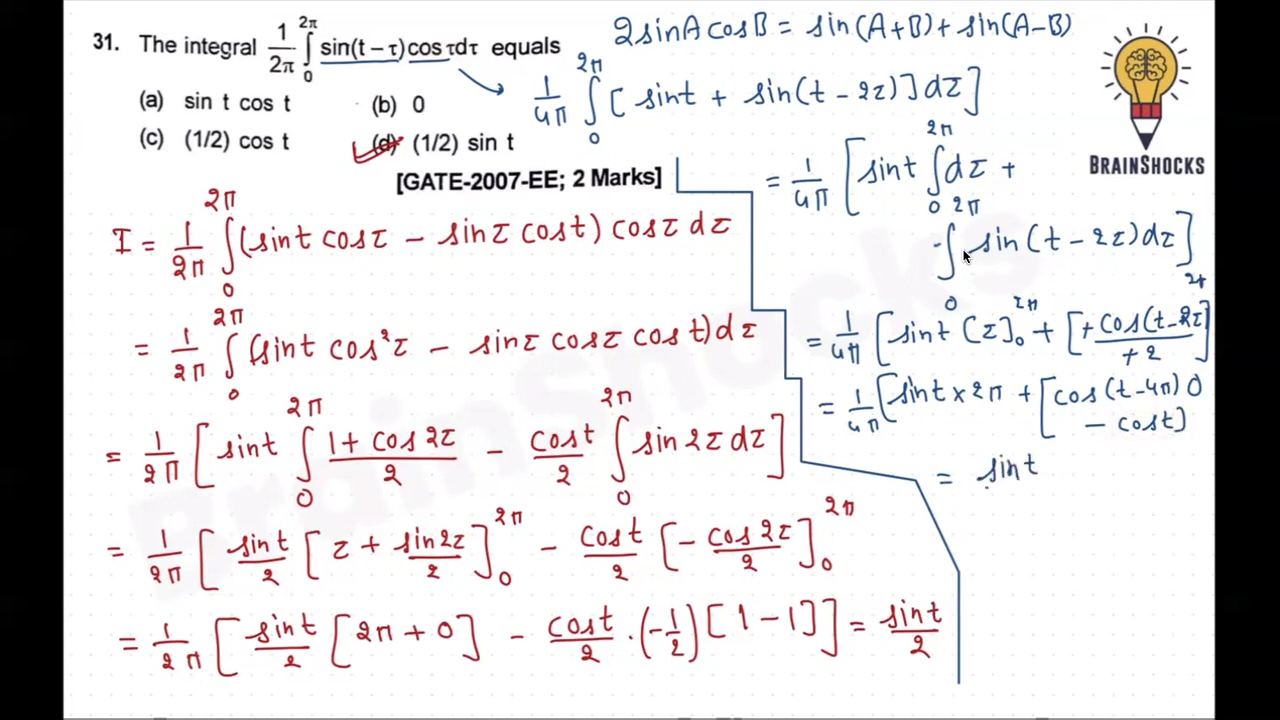 31. The integral 1/2π ∫₀^2π sin(t – τ) cos τdτ equals
(a) sin t cos t (b) 0
(c) (1/2) cos t (d) (1/2) sin t
[GATE-2007-EE; 2 Marks]
I = 1/2π ∫₀^2π (sint cosτ – sinτ cost) cosτ dτ
= 1/2π ∫₀^2π (sint cos²τ – sinτ cosτ cost) dτ
= 1/2π [ sint ∫₀^2π (1 + cos2τ)/2 – cost/2 ∫₀^2π sin2τ dτ ]
= 1/2π [ sint/2 [ τ + sin2τ/2 ]₀^2π – cost/2 [ – cos2τ/2 ]₀^2π
= 1/2π [ sint/2 [ 2π + 0 ] – cost/2 · (–1/2) [ 1 – 1 ] ] = sint/2
2sinA cosB = sin(A+B) + sin(A–B)
1/4π ∫₀^2π [ sint + sin(t – 2τ) ] dτ ]
= 1/4π [ sint ∫₀^2π dτ +
∫₀^2π sin(t – 2τ) dτ ]
= 1/4π [ sint [τ]₀^2π + [ + cos(t–2τ)/+2 ]^2π
= 1/4π [ sint × 2π + [ cos(t–4π) 0
– cost ]
= sint
BRAINSHOCKS
BrainShocks